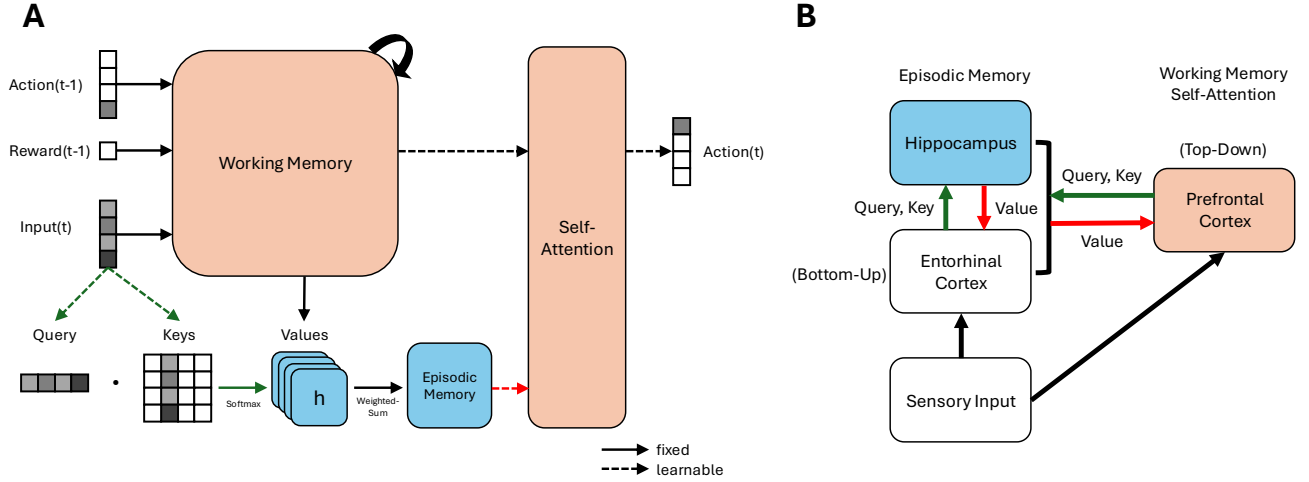 A
Action(t-1)
Reward(t-1)
Input(t)
Working Memory
Self-
Attention
Action(t)
Query
Keys
Values
Softmax
h
Weighted-
Sum
Episodic
Memory
fixed
learnable
B
Episodic Memory
Working Memory
Self-Attention
Hippocampus
(Top-Down)
Query, Key
Prefrontal
Cortex
Value
Query, Key
Value
(Bottom-Up)
Entorhinal
Cortex
Sensory Input